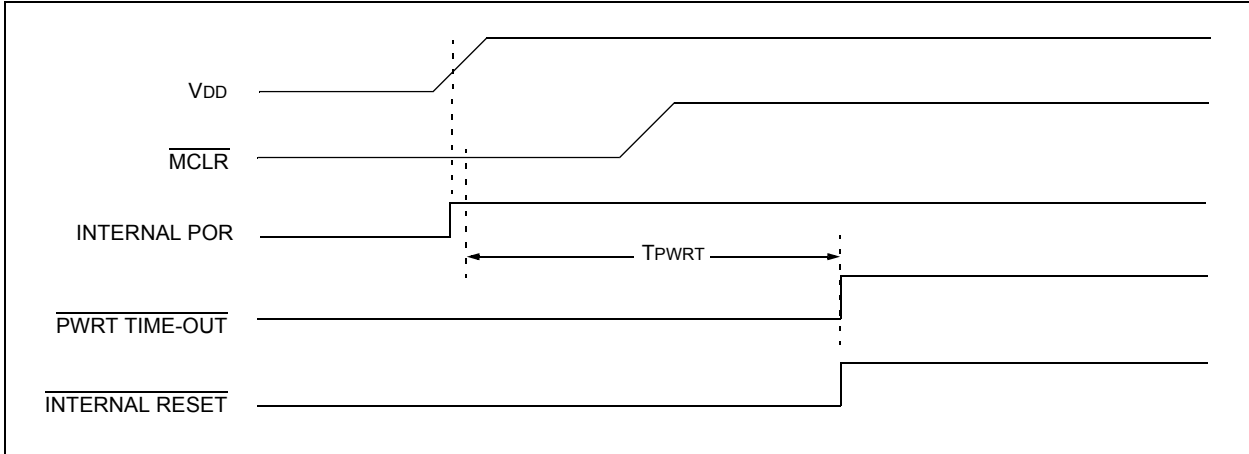 VDD
MCLR
INTERNAL POR
TPWRT
PWRT TIME-OUT
INTERNAL RESET